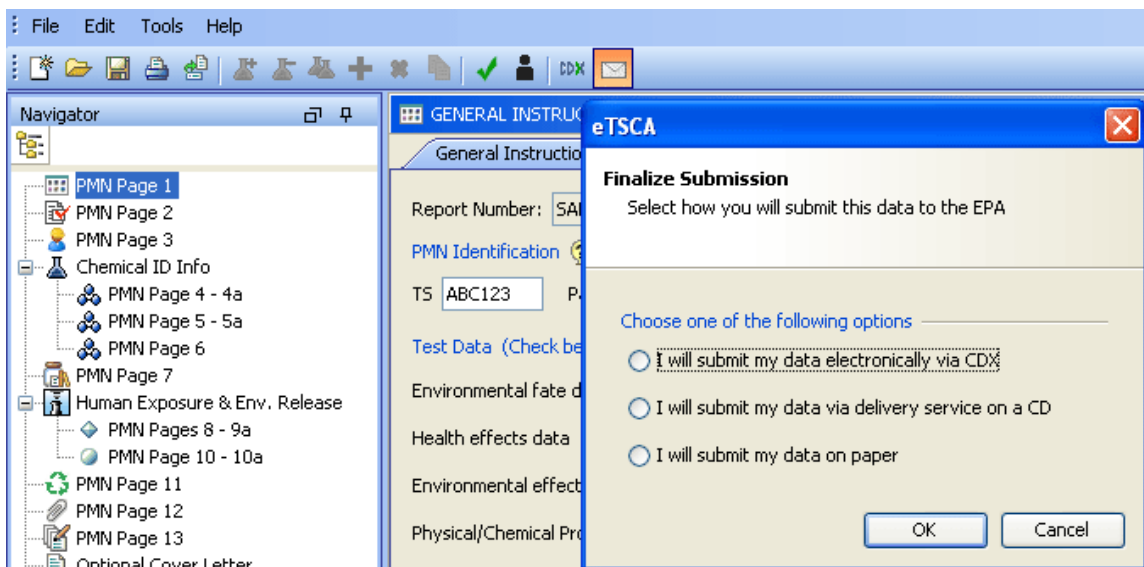 File Edit Tools Help
CDX
Navigator
PMN Page 1
PMN Page 2
PMN Page 3
Chemical ID Info
PMN Page 4 - 4a
PMN Page 5 - 5a
PMN Page 6
PMN Page 7
Human Exposure & Env. Release
PMN Pages 8 - 9a
PMN Page 10 - 10a
PMN Page 11
PMN Page 12
PMN Page 13
Optional Cover Letter
GENERAL INSTRUC
General Instructio
Report Number: SA
PMN Identification
TS ABC123 P
Test Data (Check be
Environmental fate d
Health effects data
Environmental effect
Physical/Chemical Pro
eTSCA
Finalize Submission
Select how you will submit this data to the EPA
Choose one of the following options
I will submit my data electronically via CDX
I will submit my data via delivery service on a CD
I will submit my data on paper
OK Cancel